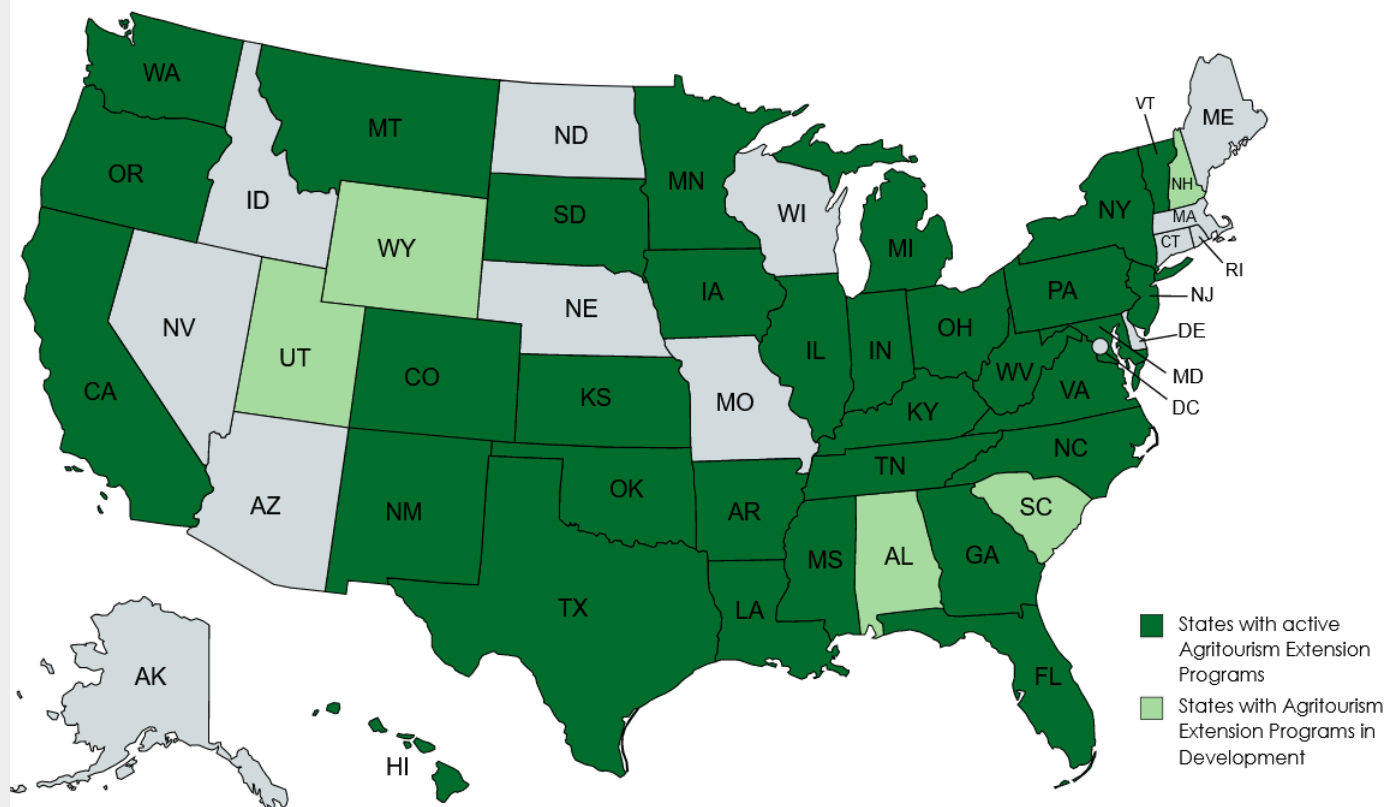 WA
MT
ND
MN
ME
VT
OR
ID
SD
WI
NH
NY
MA
WY
MI
CT
RI
IA
PA
NJ
NE
NV
OH
DE
UT
IL
IN
CO
WV
MD
CA
KS
VA
MO
KY
DC
NC
TN
OK
AZ
NM
AR
SC
MS
AL
GA
TX
LA
States with active
Agritourism Extension
Programs
AK
FL
States with Agritourism
Extension Programs in
Development
HI